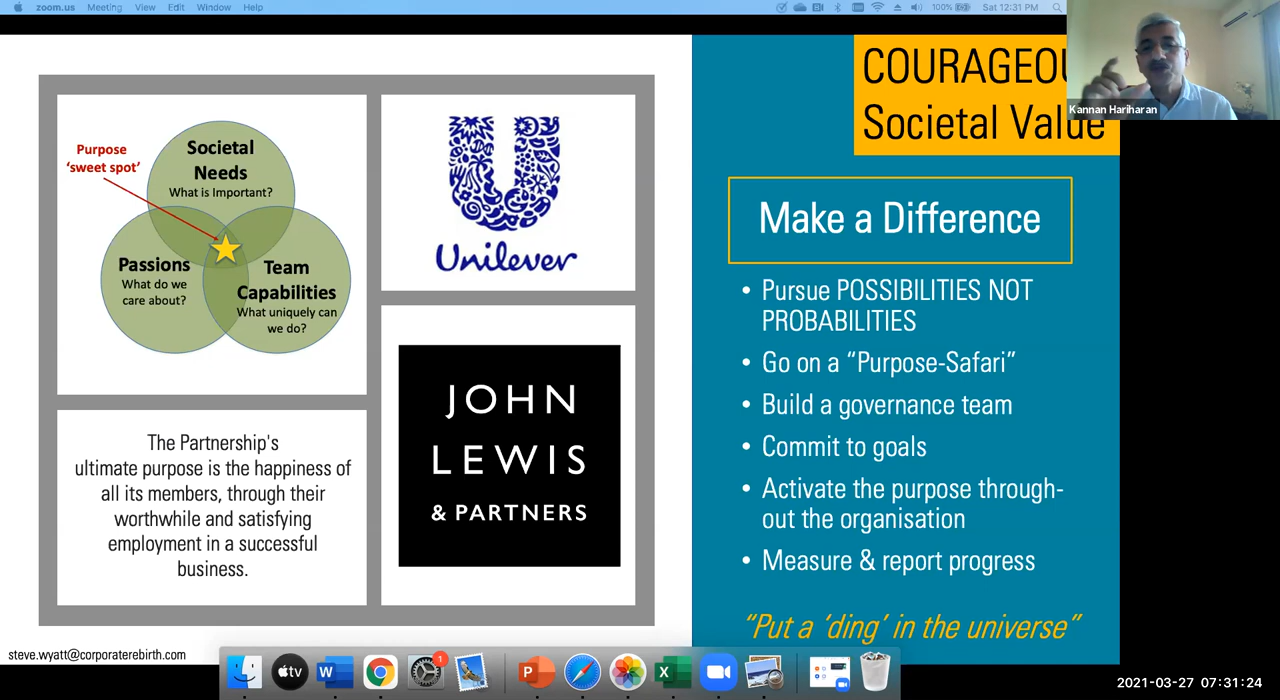 zoom.us Meeting View Edit Window Help
100% Sat 12:31 PM
Purpose
‘sweet spot’
Societal
Needs
What is Important?
Passions
What do we
care about?
Team
Capabilities
What uniquely can
we do?
Unilever
The Partnership's
ultimate purpose is the happiness of
all its members, through their
worthwhile and satisfying
employment in a successful
business.
JOHN
LEWIS
& PARTNERS
COURAGEOU
Societal Value
Kannan Hariharan
Make a Difference
• Pursue POSSIBILITIES NOT
PROBABILITIES
• Go on a “Purpose-Safari”
• Build a governance team
• Commit to goals
• Activate the purpose through-
out the organisation
• Measure & report progress
“Put a ‘ding’ in the universe”
steve.wyatt@corporaterebirth.com
tv
W
1
P
X
2021-03-27 07:31:24